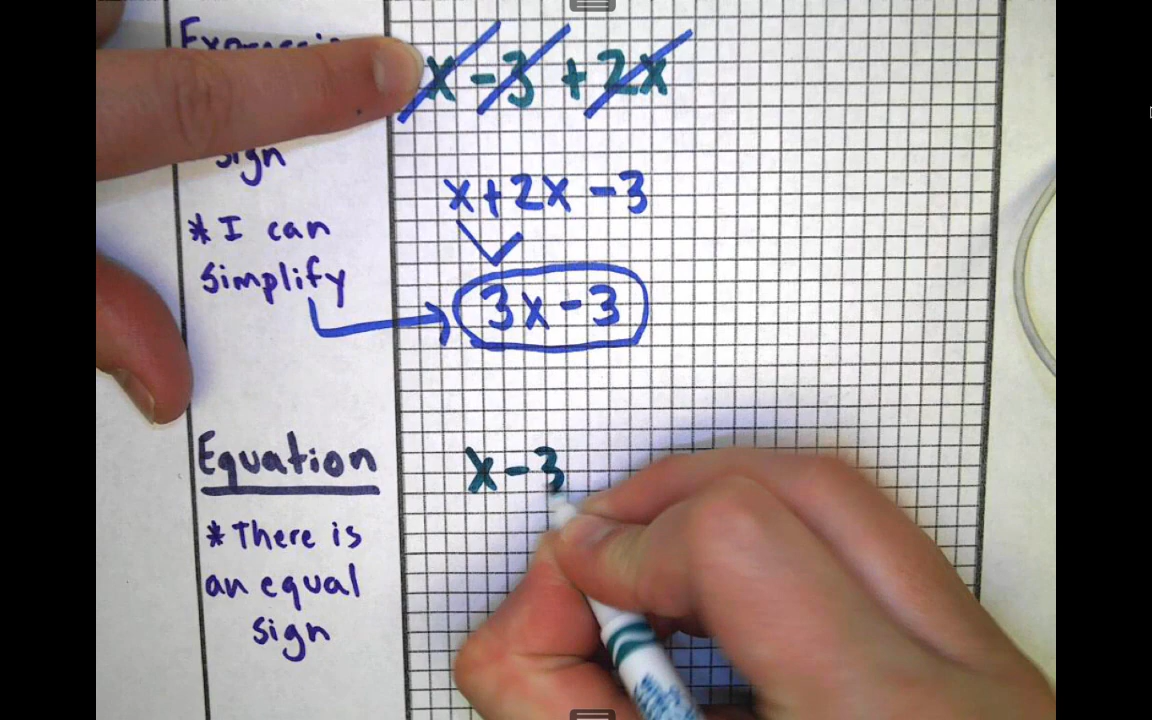 x - 3 + 2x
sign
* I can
simplify
x + 2x - 3
3x - 3
Equation
x - 3
* There is
an equal
sign